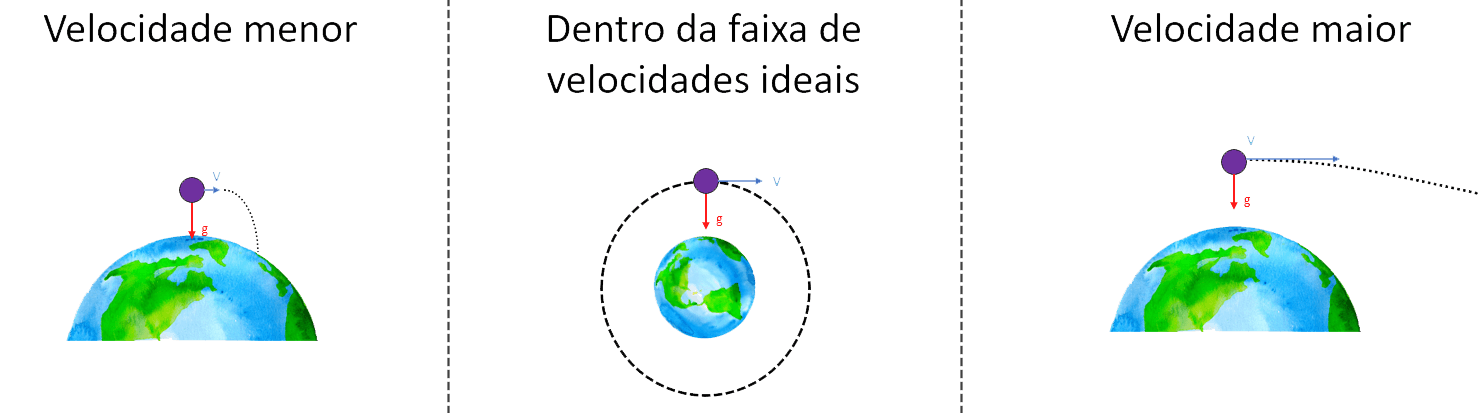 Velocidade menor
V
g
Dentro da faixa de
velocidades ideais
V
g
Velocidade maior
V
g